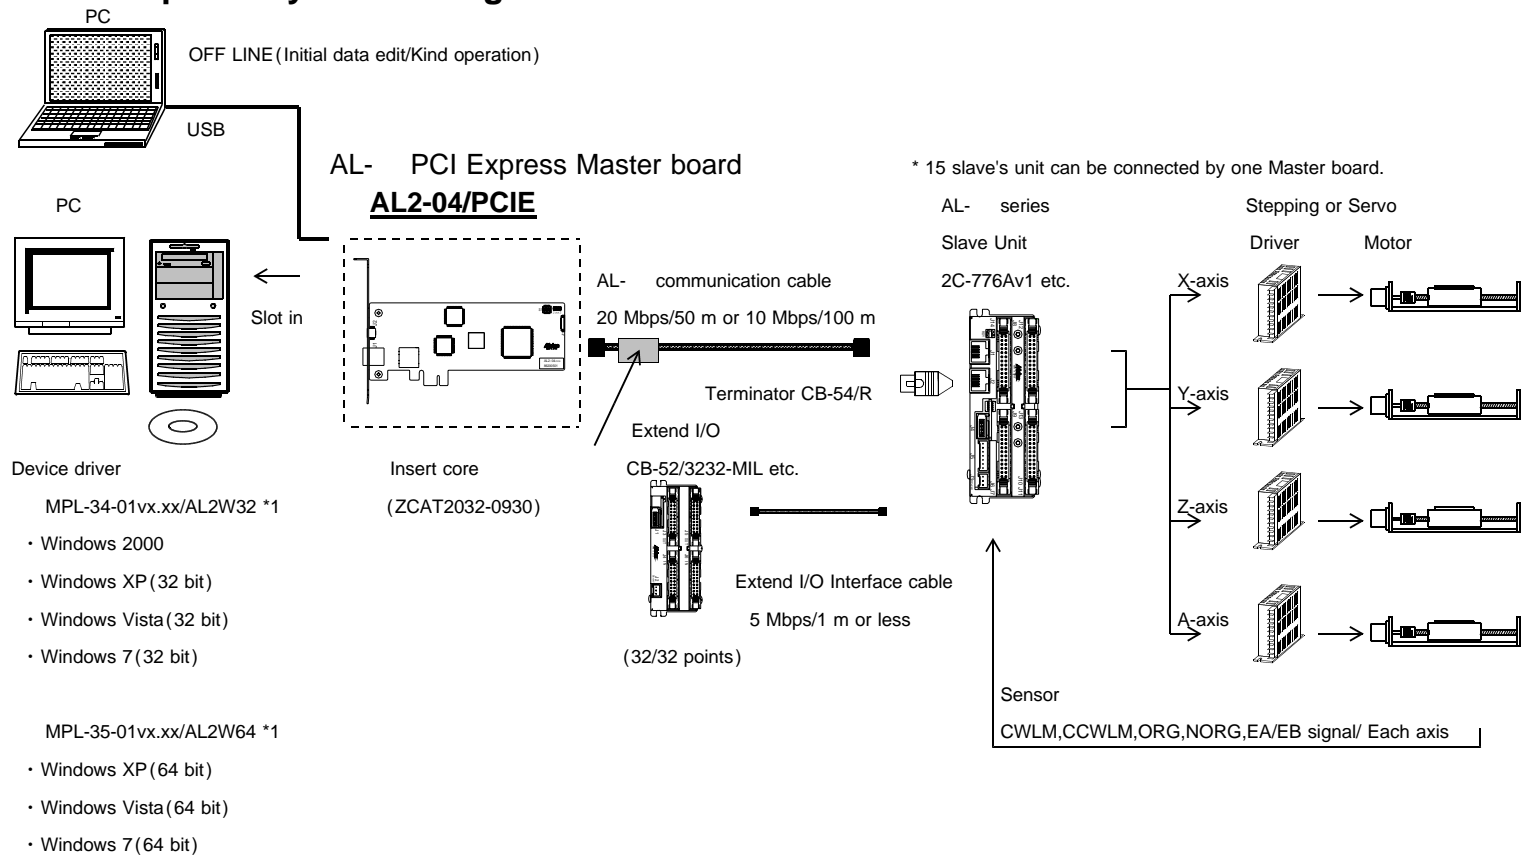 PC
OFF LINE(Initial data edit/Kind operation)
USB
AL- PCI Express Master board
AL2-04/PCIE
* 15 slave's unit can be connected by one Master board.
PC
AL- series
Slave Unit
2C-776Av1 etc.
Stepping or Servo
Driver Motor
Slot in
AL- communication cable
20 Mbps/50 m or 10 Mbps/100 m
X-axis
Y-axis
Z-axis
A-axis
Terminator CB-54/R
Extend I/O
CB-52/3232-MIL etc.
Insert core
(ZCAT2032-0930)
Extend I/O Interface cable
5 Mbps/1 m or less
(32/32 points)
Device driver
MPL-34-01vx.xx/AL2W32 *1
・Windows 2000
・Windows XP(32 bit)
・Windows Vista(32 bit)
・Windows 7(32 bit)
MPL-35-01vx.xx/AL2W64 *1
・Windows XP(64 bit)
・Windows Vista(64 bit)
・Windows 7(64 bit)
Sensor
CWLM,CCWLM,ORG,NORG,EA/EB signal/ Each axis